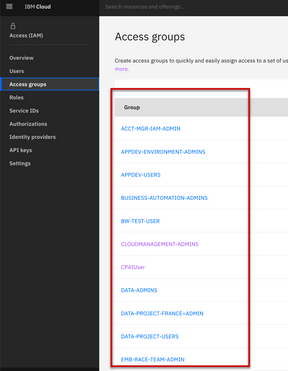 IBM Cloud
Search resources and offerings...
Access (IAM)
Overview
Users
Access groups
Roles
Service IDs
Authorizations
Identity providers
API keys
Settings
Access groups
Create access groups to quickly and easily assign access to a set of
more.
Group
ACCT-MGR-IAM-ADMIN
APPDEV-ENVIRONMENT-ADMINS
APPDEV-USERS
BUSINESS-AUTOMATION-ADMINS
BW-TEST-USER
CLOUDMANAGEMENT-ADMINS
CP4IUser
DATA-ADMINS
DATA-PROJECT-FRANCE=ADMIN
DATA-PROJECT-USERS
EMB-RACE-TEAM-ADMIN